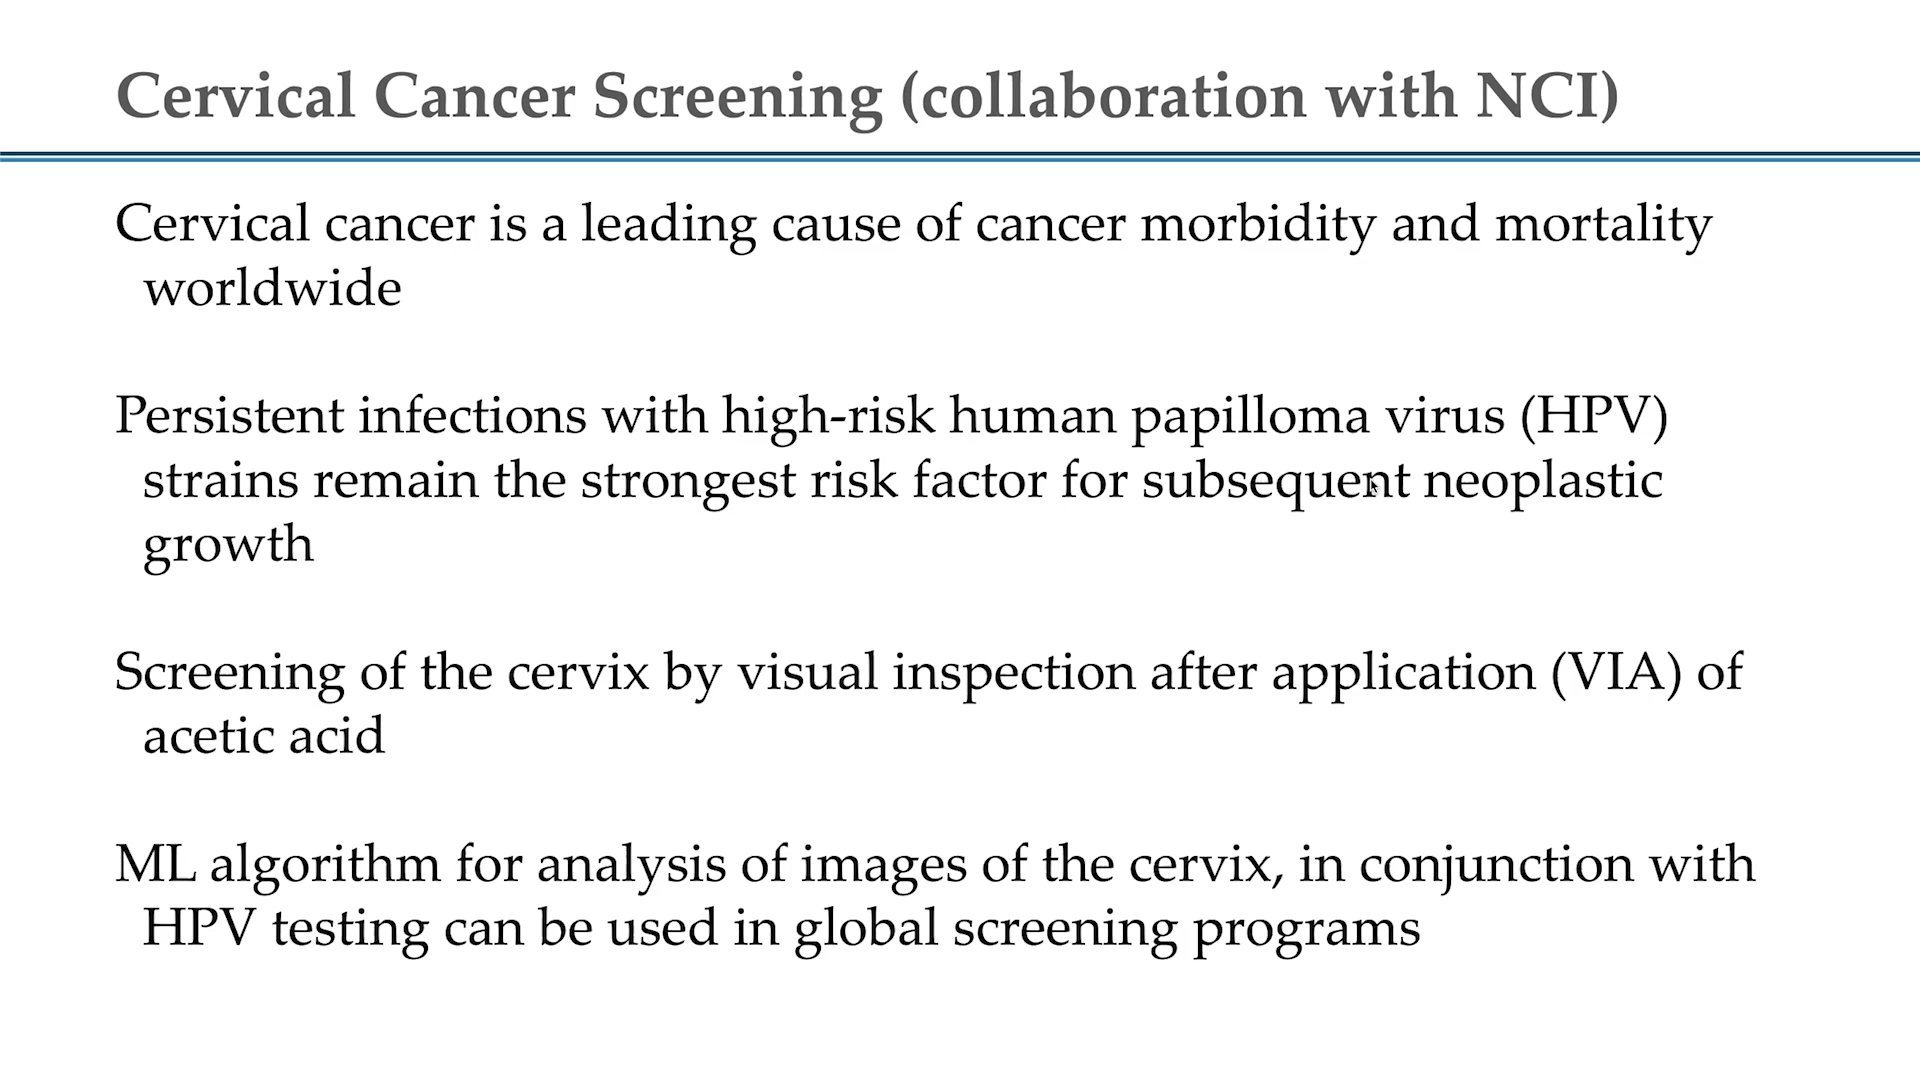 Cervical Cancer Screening (collaboration with NCI)
Cervical cancer is a leading cause of cancer morbidity and mortality
worldwide
Persistent infections with high-risk human papilloma virus (HPV)
strains remain the strongest risk factor for subsequent neoplastic
growth
Screening of the cervix by visual inspection after application (VIA) of
acetic acid
ML algorithm for analysis of images of the cervix, in conjunction with
HPV testing can be used in global screening programs